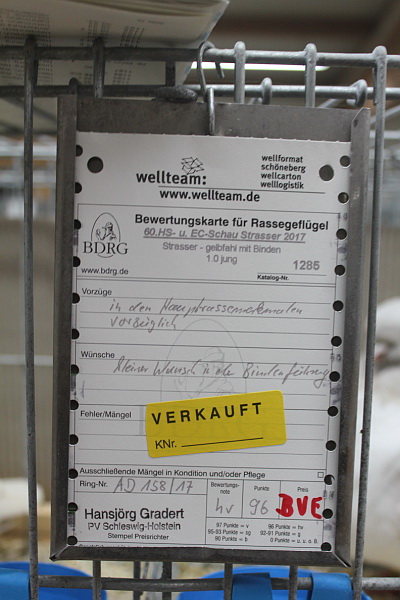 wellteam:
wellformat
schöneberg
wellcarton
welllogistik
www.wellteam.de
BDRG
www.bdrg.de
Bewertungskarte für Rassegeflügel
60.HS- u. EC-Schau Strasser 2017
Strasser - gelbfahl mit Binden
1.0 jung
1285
Katalog-Nr.
Vorzüge
in den Hauptrassemerkmalen
vorzüglich
Wünsche
kleiner Wunsch i. der Bindenführung
Fehler/Mängel
VERKAUFT
KNr.
Ausschließende Mängel in Kondition und/oder Pflege
Ring-Nr.
AD 158/17
Bewertungs-
note
hv
Punkte
96
Preis
BVE
Hansjörg Gradert
PV Schleswig-Holstein
Stempel Preisrichter
97 Punkte = v
95-93 Punkte = sg
90 Punkte = b
96 Punkte = hv
92-91 Punkte = g
0 Punkte = u. o. B.